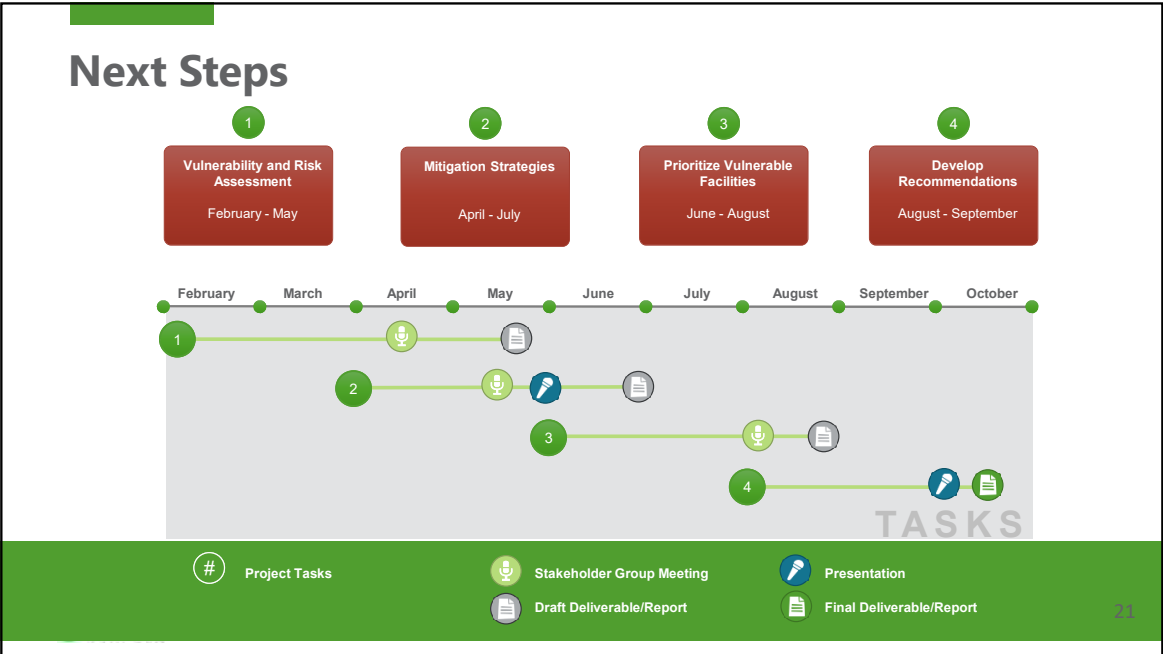 Next Steps
1
2
3
4
Vulnerability and Risk
Assessment
February - May
Mitigation Strategies
April - July
Prioritize Vulnerable
Facilities
June - August
Develop
Recommendations
August - September
February March April May June July August September October
1
2
3
4
TASKS
# Project Tasks
Stakeholder Group Meeting
Presentation
Draft Deliverable/Report
Final Deliverable/Report
21